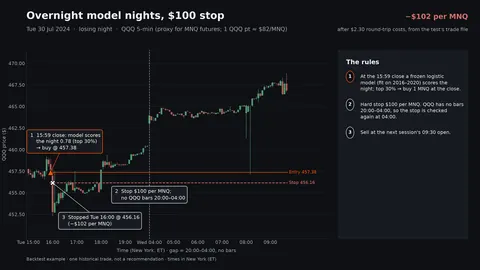 Overnight model nights, $100 stop
~$102 per MNQ
Tue 30 Jul 2024 · losing night · QQQ 5-min (proxy for MNQ futures; 1 QQQ pt ≈ $82/MNQ)
after $2.30 round-trip costs, from the test's trade file
QQQ price ($)
470.00
467.50
465.00
462.50
460.00
457.50
455.00
452.50
1 15:59 close: model scores
the night 0.78 (top 30%)
→ buy @ 457.38
2 Stop $100 per MNQ;
no QQQ bars 20:00–04:00
3 Stopped Tue 16:00 @ 456.16
(−$102 per MNQ)
Entry 457.38
Stop 456.16
Tue 15:00
16:00
17:00
18:00
19:00
Wed 04:00
05:00
06:00
07:00
08:00
09:00
Time (New York, ET) · gap = 20:00–04:00, no bars
The rules
1 At the 15:59 close a frozen logistic
model (fit on 2016–2020) scores the
night; top 30% → buy 1 MNQ at the close.
2 Hard stop $100 per MNQ. QQQ has no bars
20:00–04:00, so the stop is checked
again at 04:00.
3 Sell at the next session's 09:30 open.
Backtest example · one historical trade, not a recommendation · times in New York (ET)